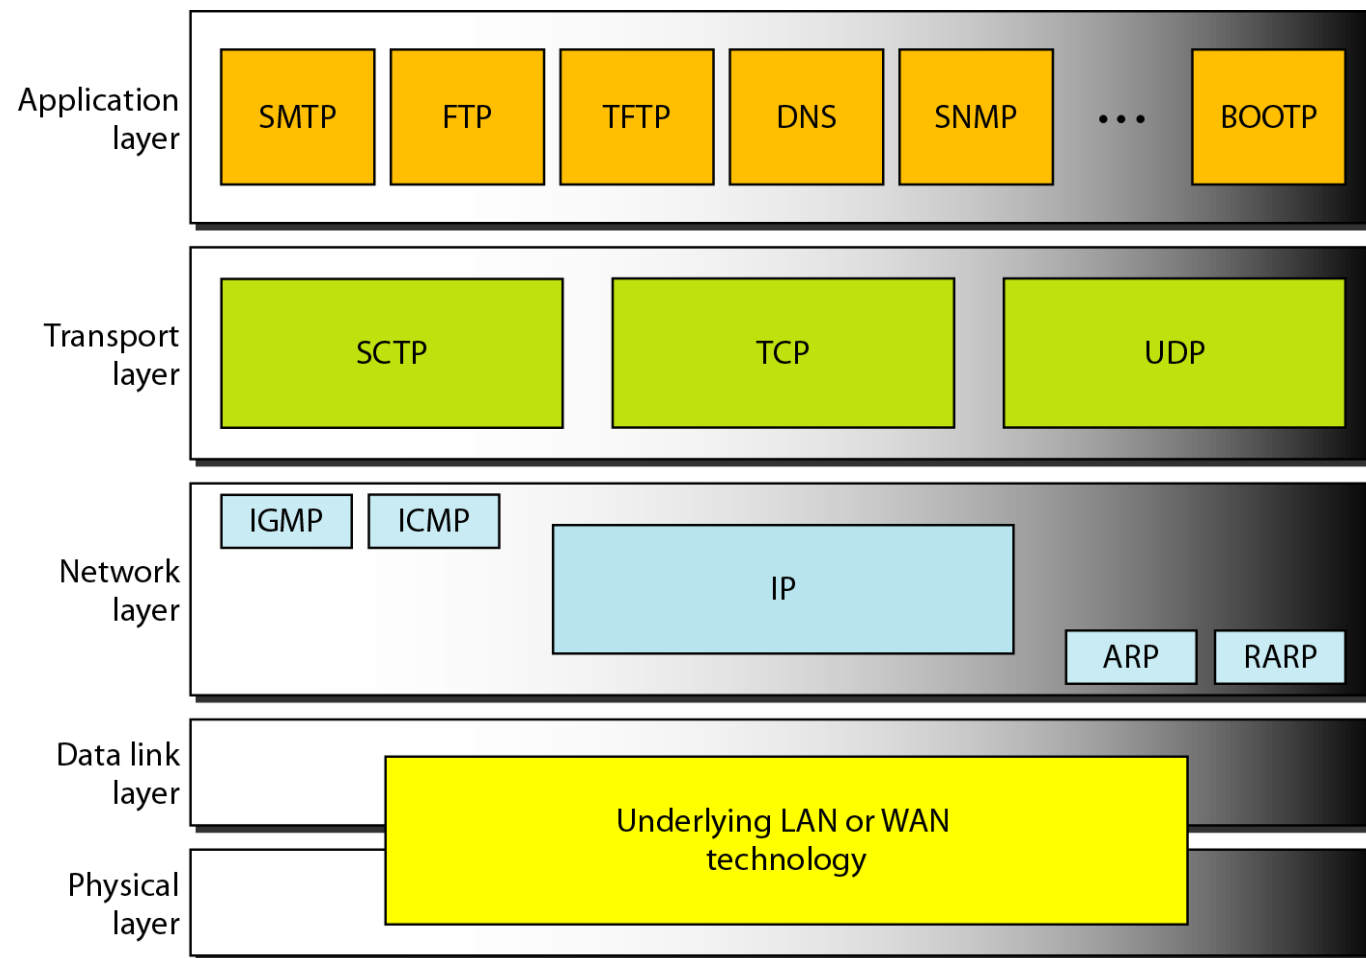 Application
layer
SMTP
FTP
TFTP
DNS
SNMP
...
BOOTP
Transport
layer
SCTP
TCP
UDP
Network
layer
IGMP
ICMP
IP
ARP
RARP
Data link
layer
Underlying LAN or WAN
technology
Physical
layer